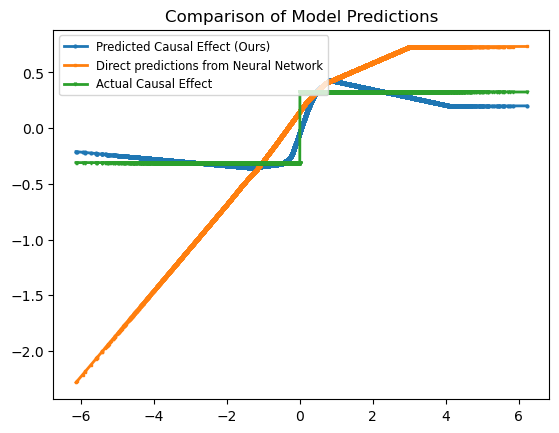 Comparison of Model Predictions
Predicted Causal Effect (Ours)
Direct predictions from Neural Network
Actual Causal Effect
0.5
0.0
−0.5
−1.0
−1.5
−2.0
−6 −4 −2 0 2 4 6